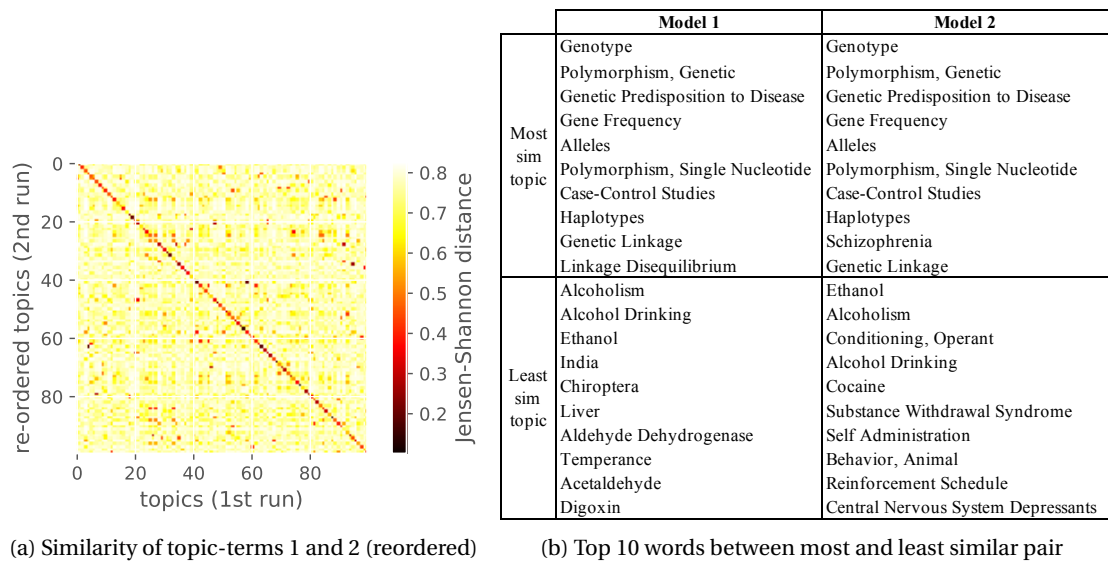 0
20
40
60
80
re-ordered topics (2nd run)
0 20 40 60 80
topics (1st run)
0.8
0.7
0.6
0.5
0.4
0.3
0.2
Jensen-Shannon distance
(a) Similarity of topic-terms 1 and 2 (reordered)
Model 1 Model 2
Most
sim
topic
Genotype Genotype
Polymorphism, Genetic Polymorphism, Genetic
Genetic Predisposition to Disease Genetic Predisposition to Disease
Gene Frequency Gene Frequency
Alleles Alleles
Polymorphism, Single Nucleotide Polymorphism, Single Nucleotide
Case-Control Studies Case-Control Studies
Haplotypes Haplotypes
Genetic Linkage Schizophrenia
Linkage Disequilibrium Genetic Linkage
Least
sim
topic
Alcoholism Ethanol
Alcohol Drinking Alcoholism
Ethanol Conditioning, Operant
India Alcohol Drinking
Chiroptera Cocaine
Liver Substance Withdrawal Syndrome
Aldehyde Dehydrogenase Self Administration
Temperance Behavior, Animal
Acetaldehyde Reinforcement Schedule
Digoxin Central Nervous System Depressants
(b) Top 10 words between most and least similar pair